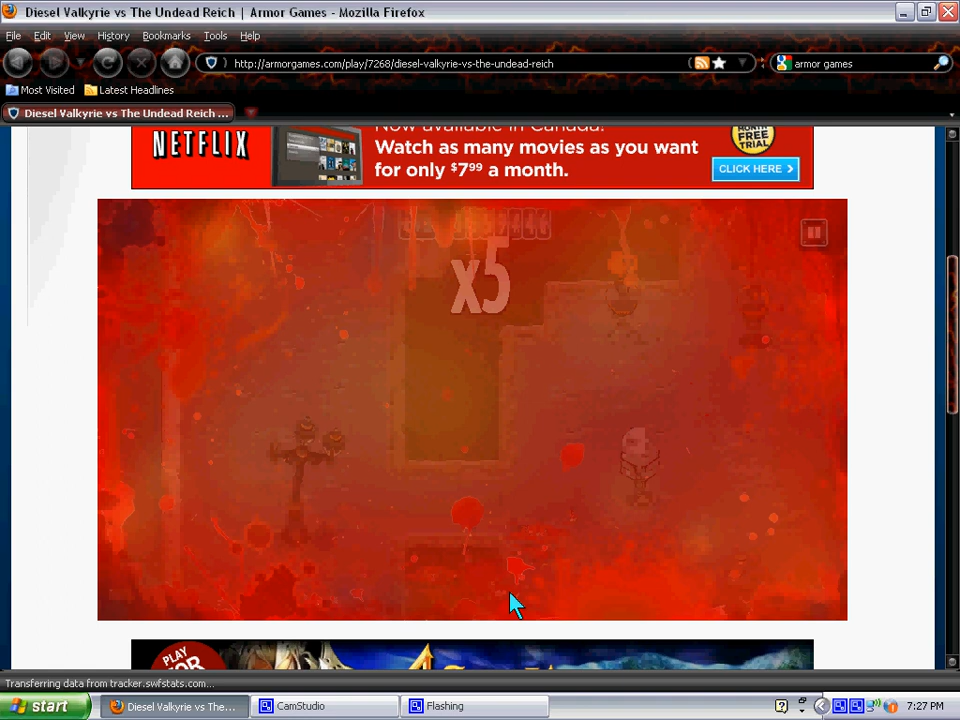 Diesel Valkyrie vs The Undead Reich | Armor Games - Mozilla Firefox
File Edit View History Bookmarks Tools Help
http://armorgames.com/play/7268/diesel-valkyrie-vs-the-undead-reich
armor games
Most Visited Latest Headlines
Diesel Valkyrie vs The Undead Reich ...
NETFLIX
Now available in Canada!
Watch as many movies as you want
for only $7.99 a month.
MONTH
FREE
TRIAL
CLICK HERE >
x5
PLAY
FOR
Transferring data from tracker.swfstats.com...
start
Diesel Valkyrie vs The...
CamStudio
Flashing
7:27 PM